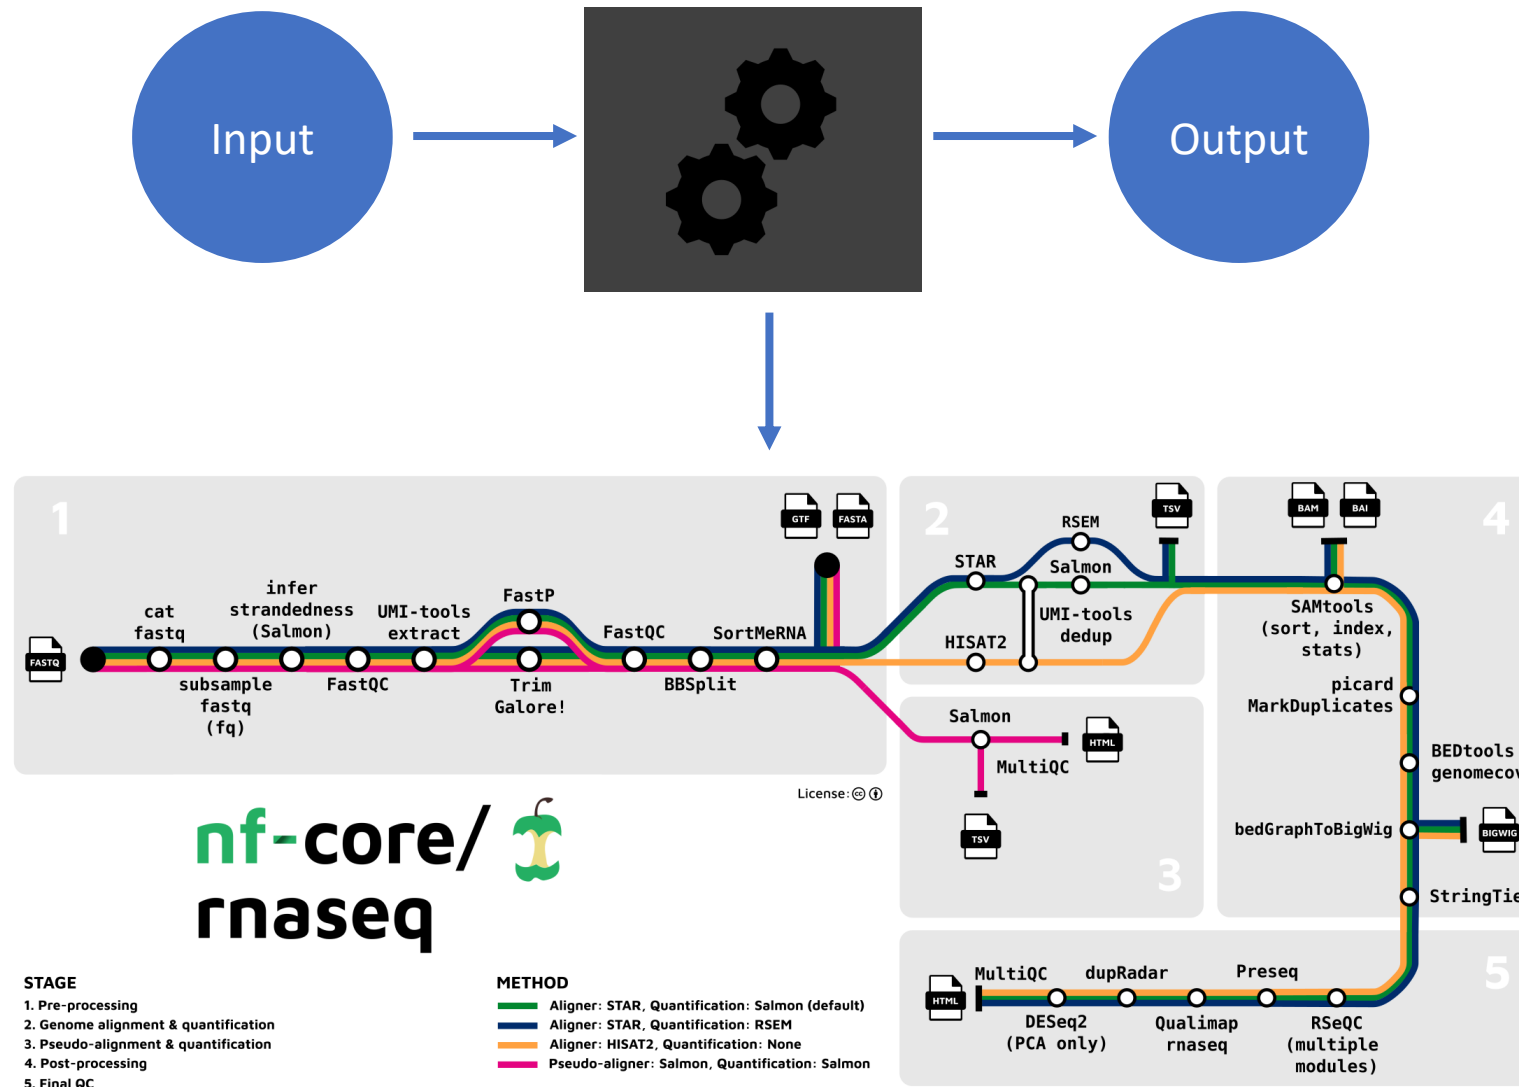 Input
Output
1
GTF
FASTA
infer
strandedness
(Salmon)
cat
fastq
UMI-tools
extract
FastP
FastQC
SortMeRNA
FASTQ
subsample
fastq
(fq)
FastQC
Trim
Galore!
BBSplit
2
RSEM
TSV
STAR
Salmon
UMI-tools
dedup
HISAT2
Salmon
HTML
MultiQC
TSV
3
BAM
BAI
4
SAMtools
(sort, index,
stats)
picard
MarkDuplicates
BEDtools
genomecov
bedGraphToBigWig
BIGWIG
StringTie
License:
nf-core/
rnaseq
STAGE
1. Pre-processing
2. Genome alignment & quantification
3. Pseudo-alignment & quantification
4. Post-processing
5. Final QC
METHOD
Aligner: STAR, Quantification: Salmon (default)
Aligner: STAR, Quantification: RSEM
Aligner: HISAT2, Quantification: None
Pseudo-aligner: Salmon, Quantification: Salmon
5
HTML
MultiQC
dupRadar
Preseq
DESeq2
(PCA only)
Qualimap
rnaseq
RSeQC
(multiple
modules)